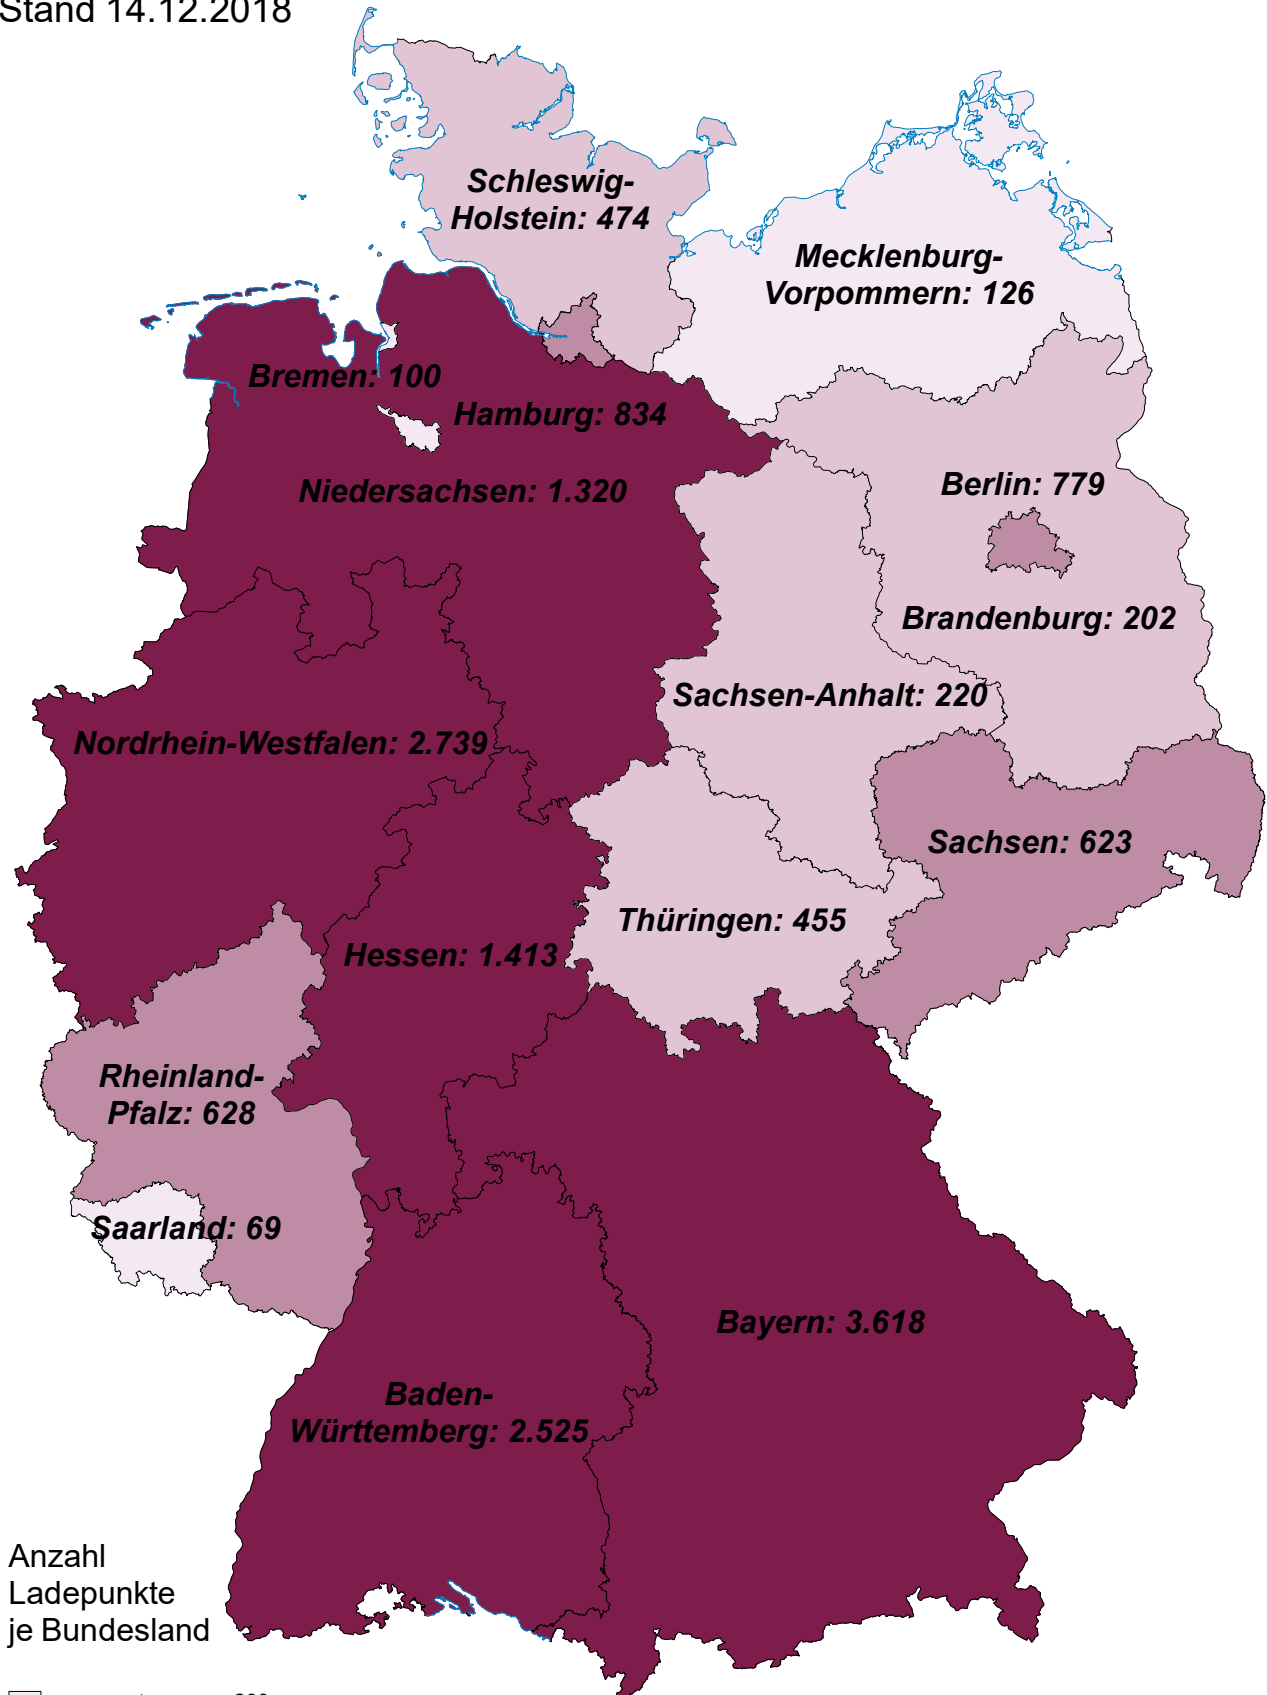 Stand 14.12.2018
Schleswig-
Holstein: 474
Mecklenburg-
Vorpommern: 126
Bremen: 100
Hamburg: 834
Niedersachsen: 1.320
Berlin: 779
Brandenburg: 202
Sachsen-Anhalt: 220
Nordrhein-Westfalen: 2.739
Sachsen: 623
Thüringen: 455
Hessen: 1.413
Rheinland-
Pfalz: 628
Saarland: 69
Bayern: 3.618
Baden-
Württemberg: 2.525
Anzahl
Ladepunkte
je Bundesland